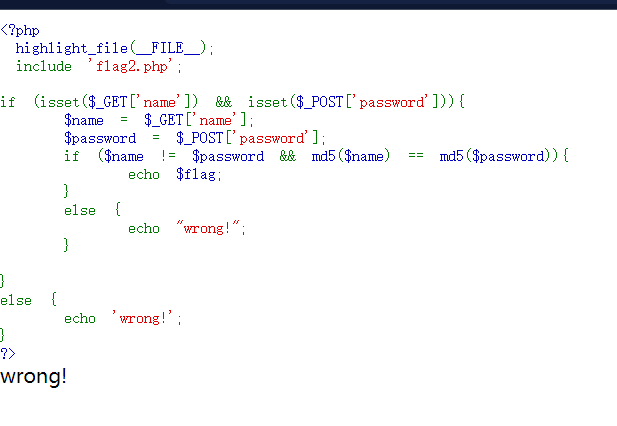 <?php
highlight_file(__FILE__);
include 'flag2.php';
if (isset($_GET['name']) && isset($_POST['password'])){
$name = $_GET['name'];
$password = $_POST['password'];
if ($name != $password && md5($name) == md5($password)){
echo $flag;
}
else {
echo "wrong!";
}
}
else {
echo 'wrong!';
}
?>
wrong!